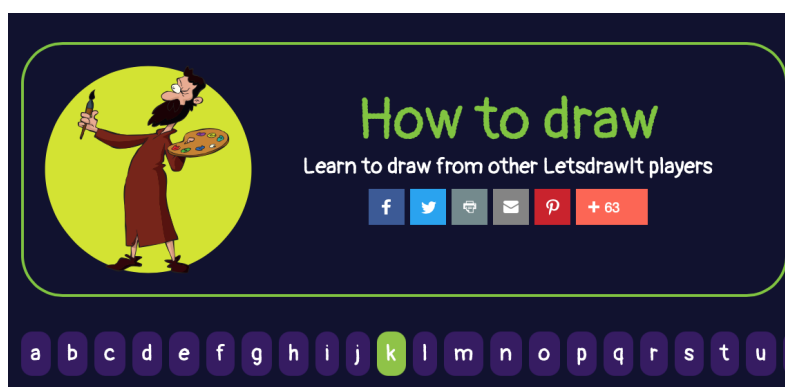 How to draw
Learn to draw from other LetsdrawIt players
+ 63
a b c d e f g h i j k l m n o p q r s t u